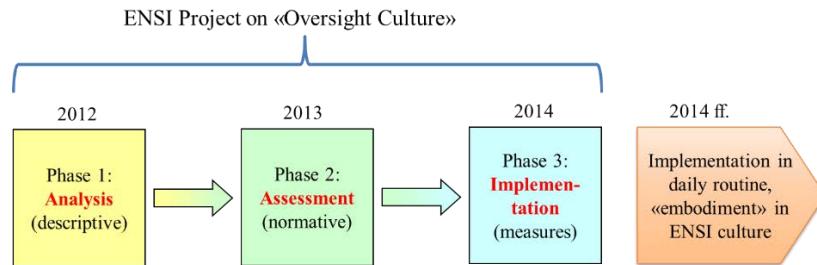 ENSI Project on «Oversight Culture»
2012
2013
2014
2014 ff.
Phase 1:
Analysis
(descriptive)
Phase 2:
Assessment
(normative)
Phase 3:
Implemen-
tation
(measures)
Implementation in
daily routine,
«embodiment» in
ENSI culture